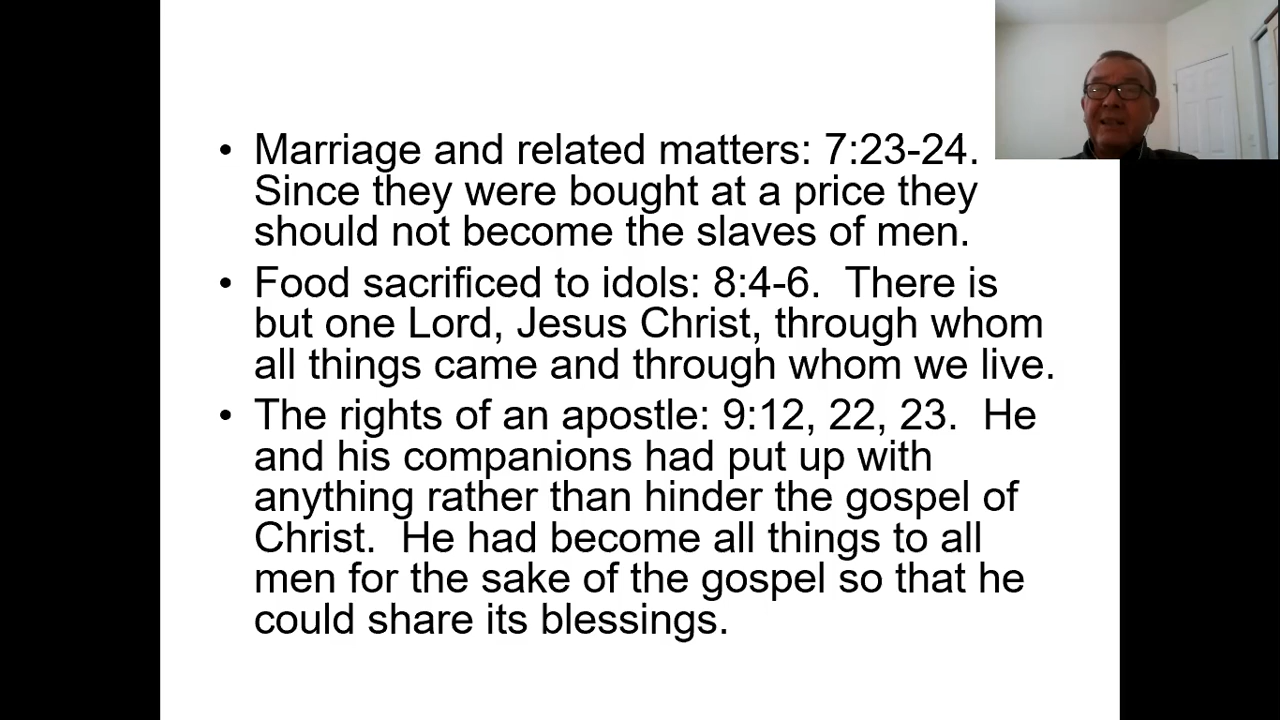 • Marriage and related matters: 7:23-24.
Since they were bought at a price they
should not become the slaves of men.
• Food sacrificed to idols: 8:4-6.  There is
but one Lord, Jesus Christ, through whom
all things came and through whom we live.
• The rights of an apostle: 9:12, 22, 23.  He
and his companions had put up with
anything rather than hinder the gospel of
Christ.  He had become all things to all
men for the sake of the gospel so that he
could share its blessings.